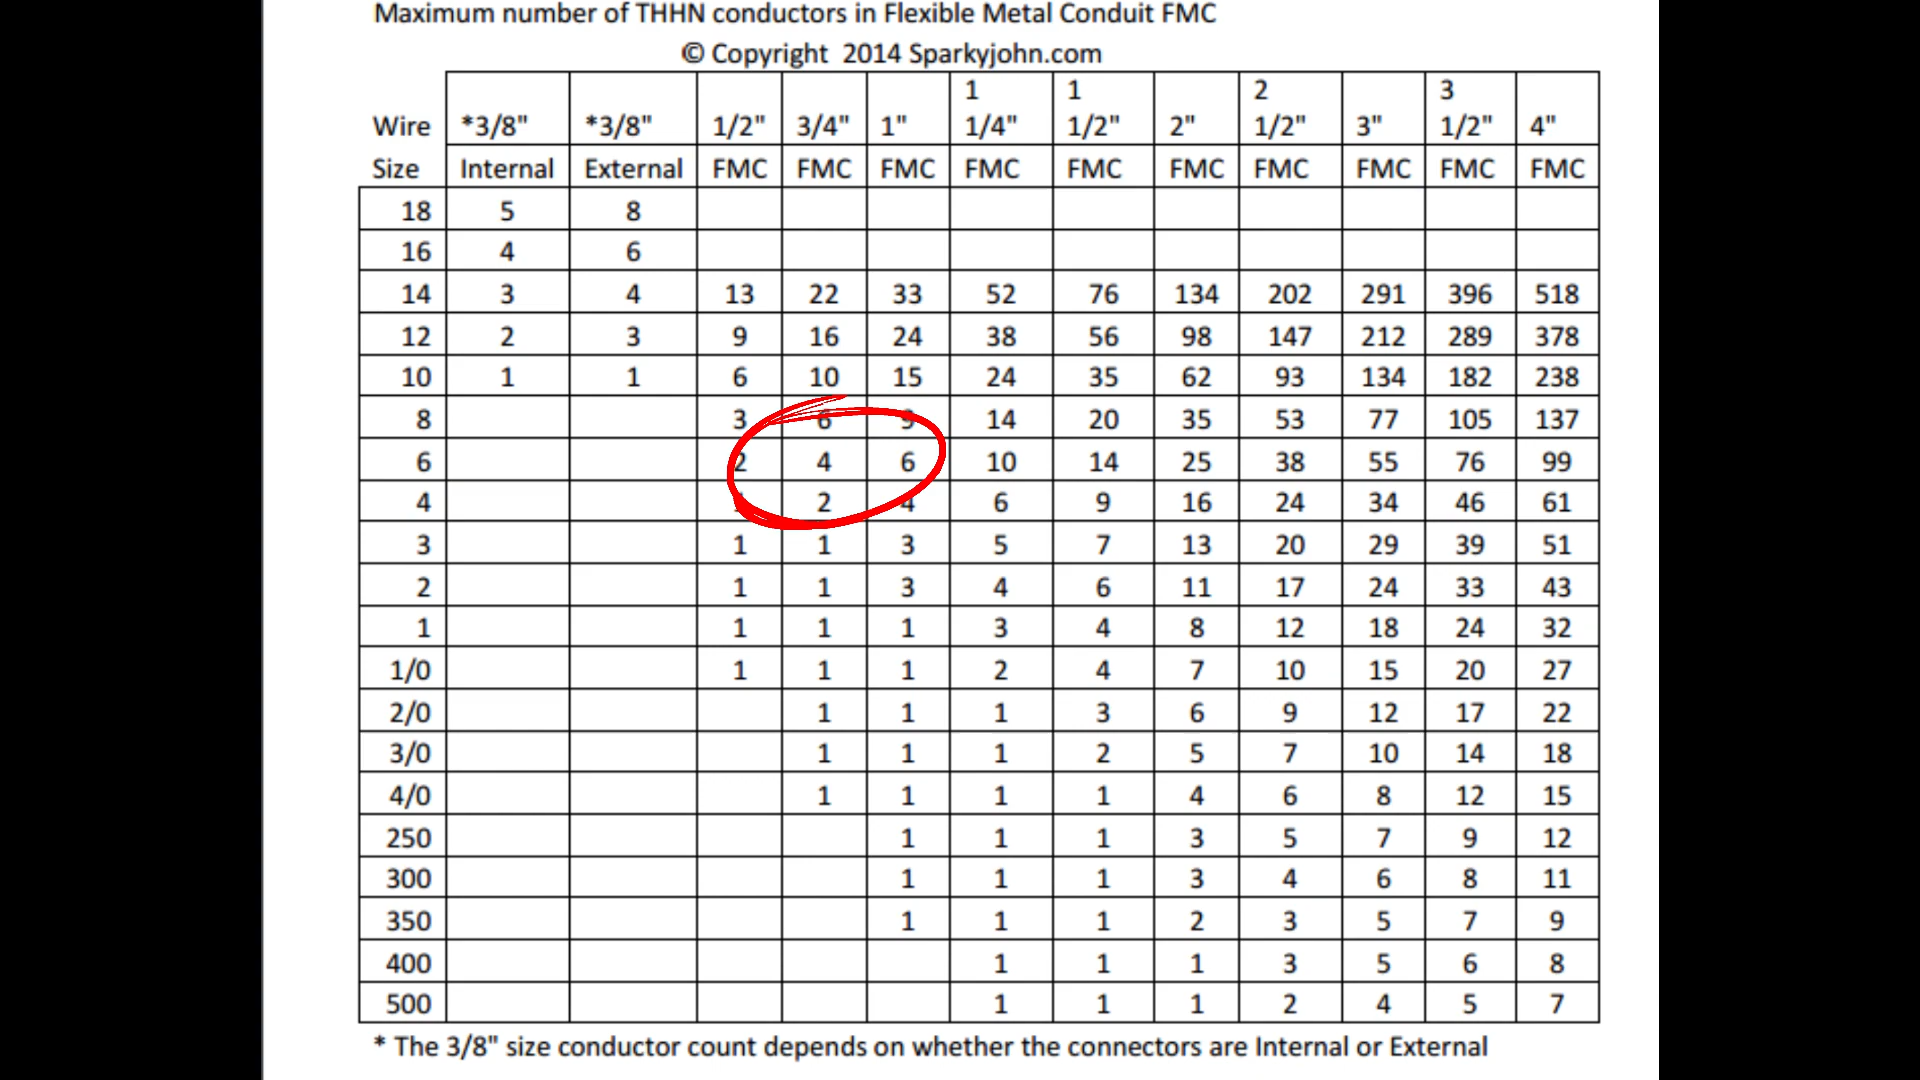 Maximum number of THHN conductors in Flexible Metal Conduit FMC
© Copyright 2014 Sparkyjohn.com
Wire *3/8" *3/8" 1/2" 3/4" 1" 1 1/4" 1 1/2" 2" 2 1/2" 3" 3 1/2" 4"
Size Internal External FMC FMC FMC FMC FMC FMC FMC FMC FMC FMC
18 5 8
16 4 6
14 3 4 13 22 33 52 76 134 202 291 396 518
12 2 3 9 16 24 38 56 98 147 212 289 378
10 1 1 6 10 15 24 35 62 93 134 182 238
8 3 6 9 14 20 35 53 77 105 137
6 2 4 6 10 14 25 38 55 76 99
4 2 4 6 9 16 24 34 46 61
3 1 1 3 5 7 13 20 29 39 51
2 1 1 3 4 6 11 17 24 33 43
1 1 1 1 3 4 8 12 18 24 32
1/0 1 1 1 2 4 7 10 15 20 27
2/0 1 1 1 3 6 9 12 17 22
3/0 1 1 1 2 5 7 10 14 18
4/0 1 1 1 1 4 6 8 12 15
250 1 1 1 3 5 7 9 12
300 1 1 1 3 4 6 8 11
350 1 1 1 2 3 5 7 9
400 1 1 1 3 5 6 8
500 1 1 1 2 4 5 7
* The 3/8" size conductor count depends on whether the connectors are Internal or External